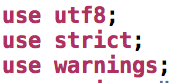 use utf8;
use strict;
use warnings;